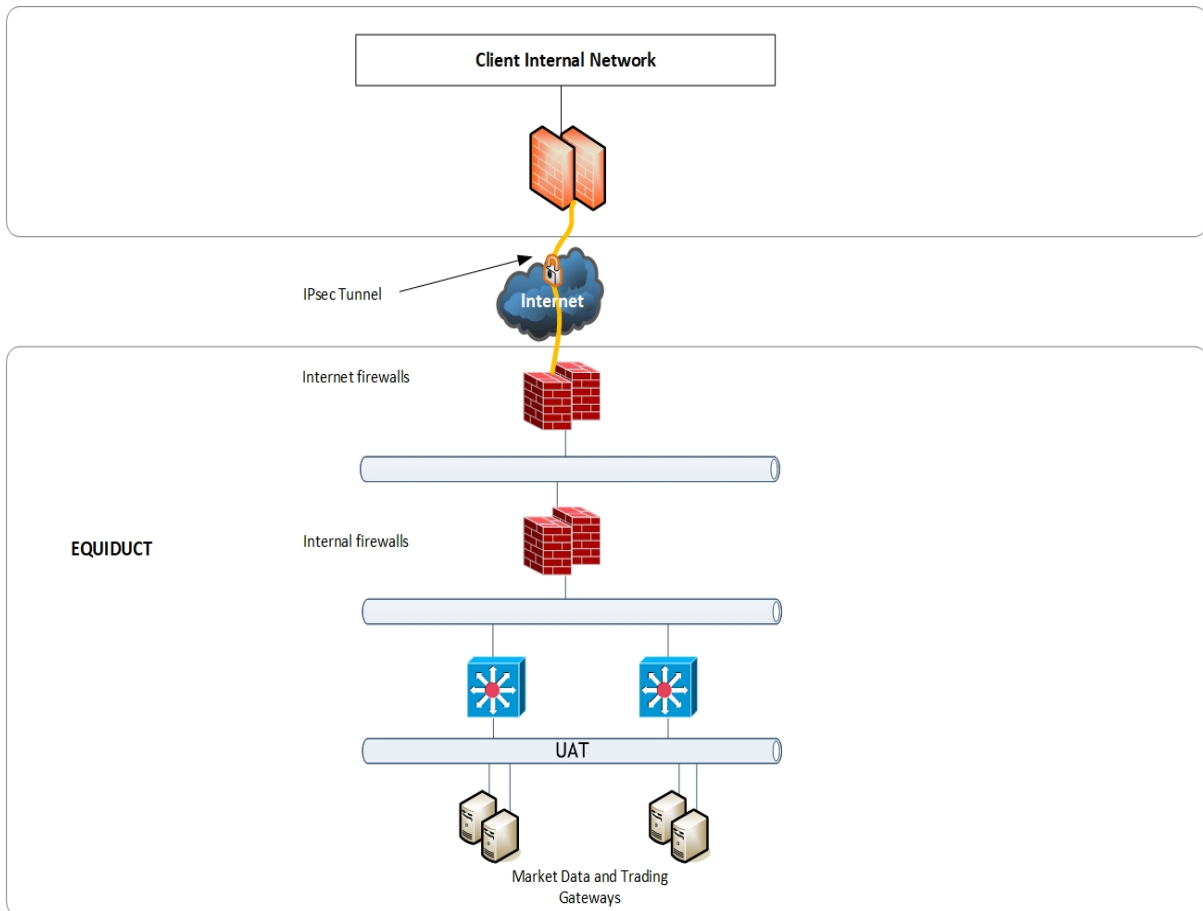 Client Internal Network
IPsec Tunnel
Internet
Internet firewalls
EQUIDUCT
Internal firewalls
UAT
Market Data and Trading
Gateways